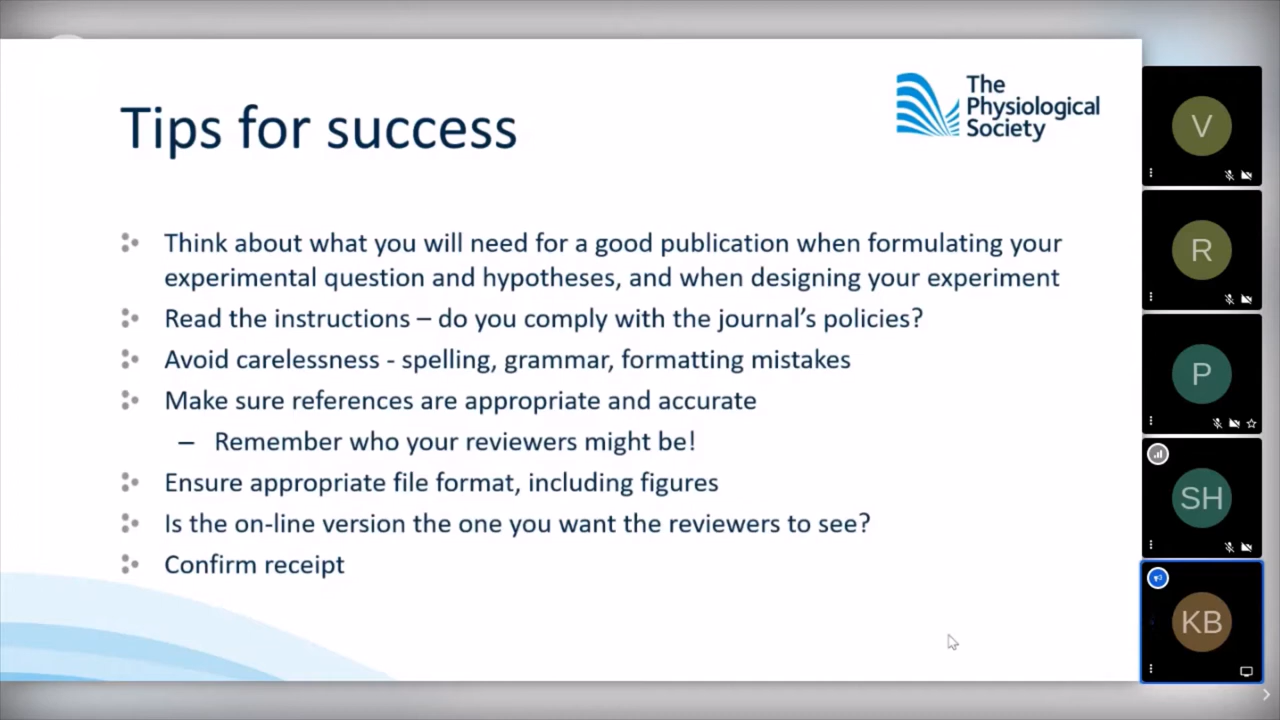 Tips for success
The
Physiological
Society
Think about what you will need for a good publication when formulating your
experimental question and hypotheses, and when designing your experiment
Read the instructions – do you comply with the journal's policies?
Avoid carelessness - spelling, grammar, formatting mistakes
Make sure references are appropriate and accurate
– Remember who your reviewers might be!
Ensure appropriate file format, including figures
Is the on-line version the one you want the reviewers to see?
Confirm receipt
V
R
P
SH
KB